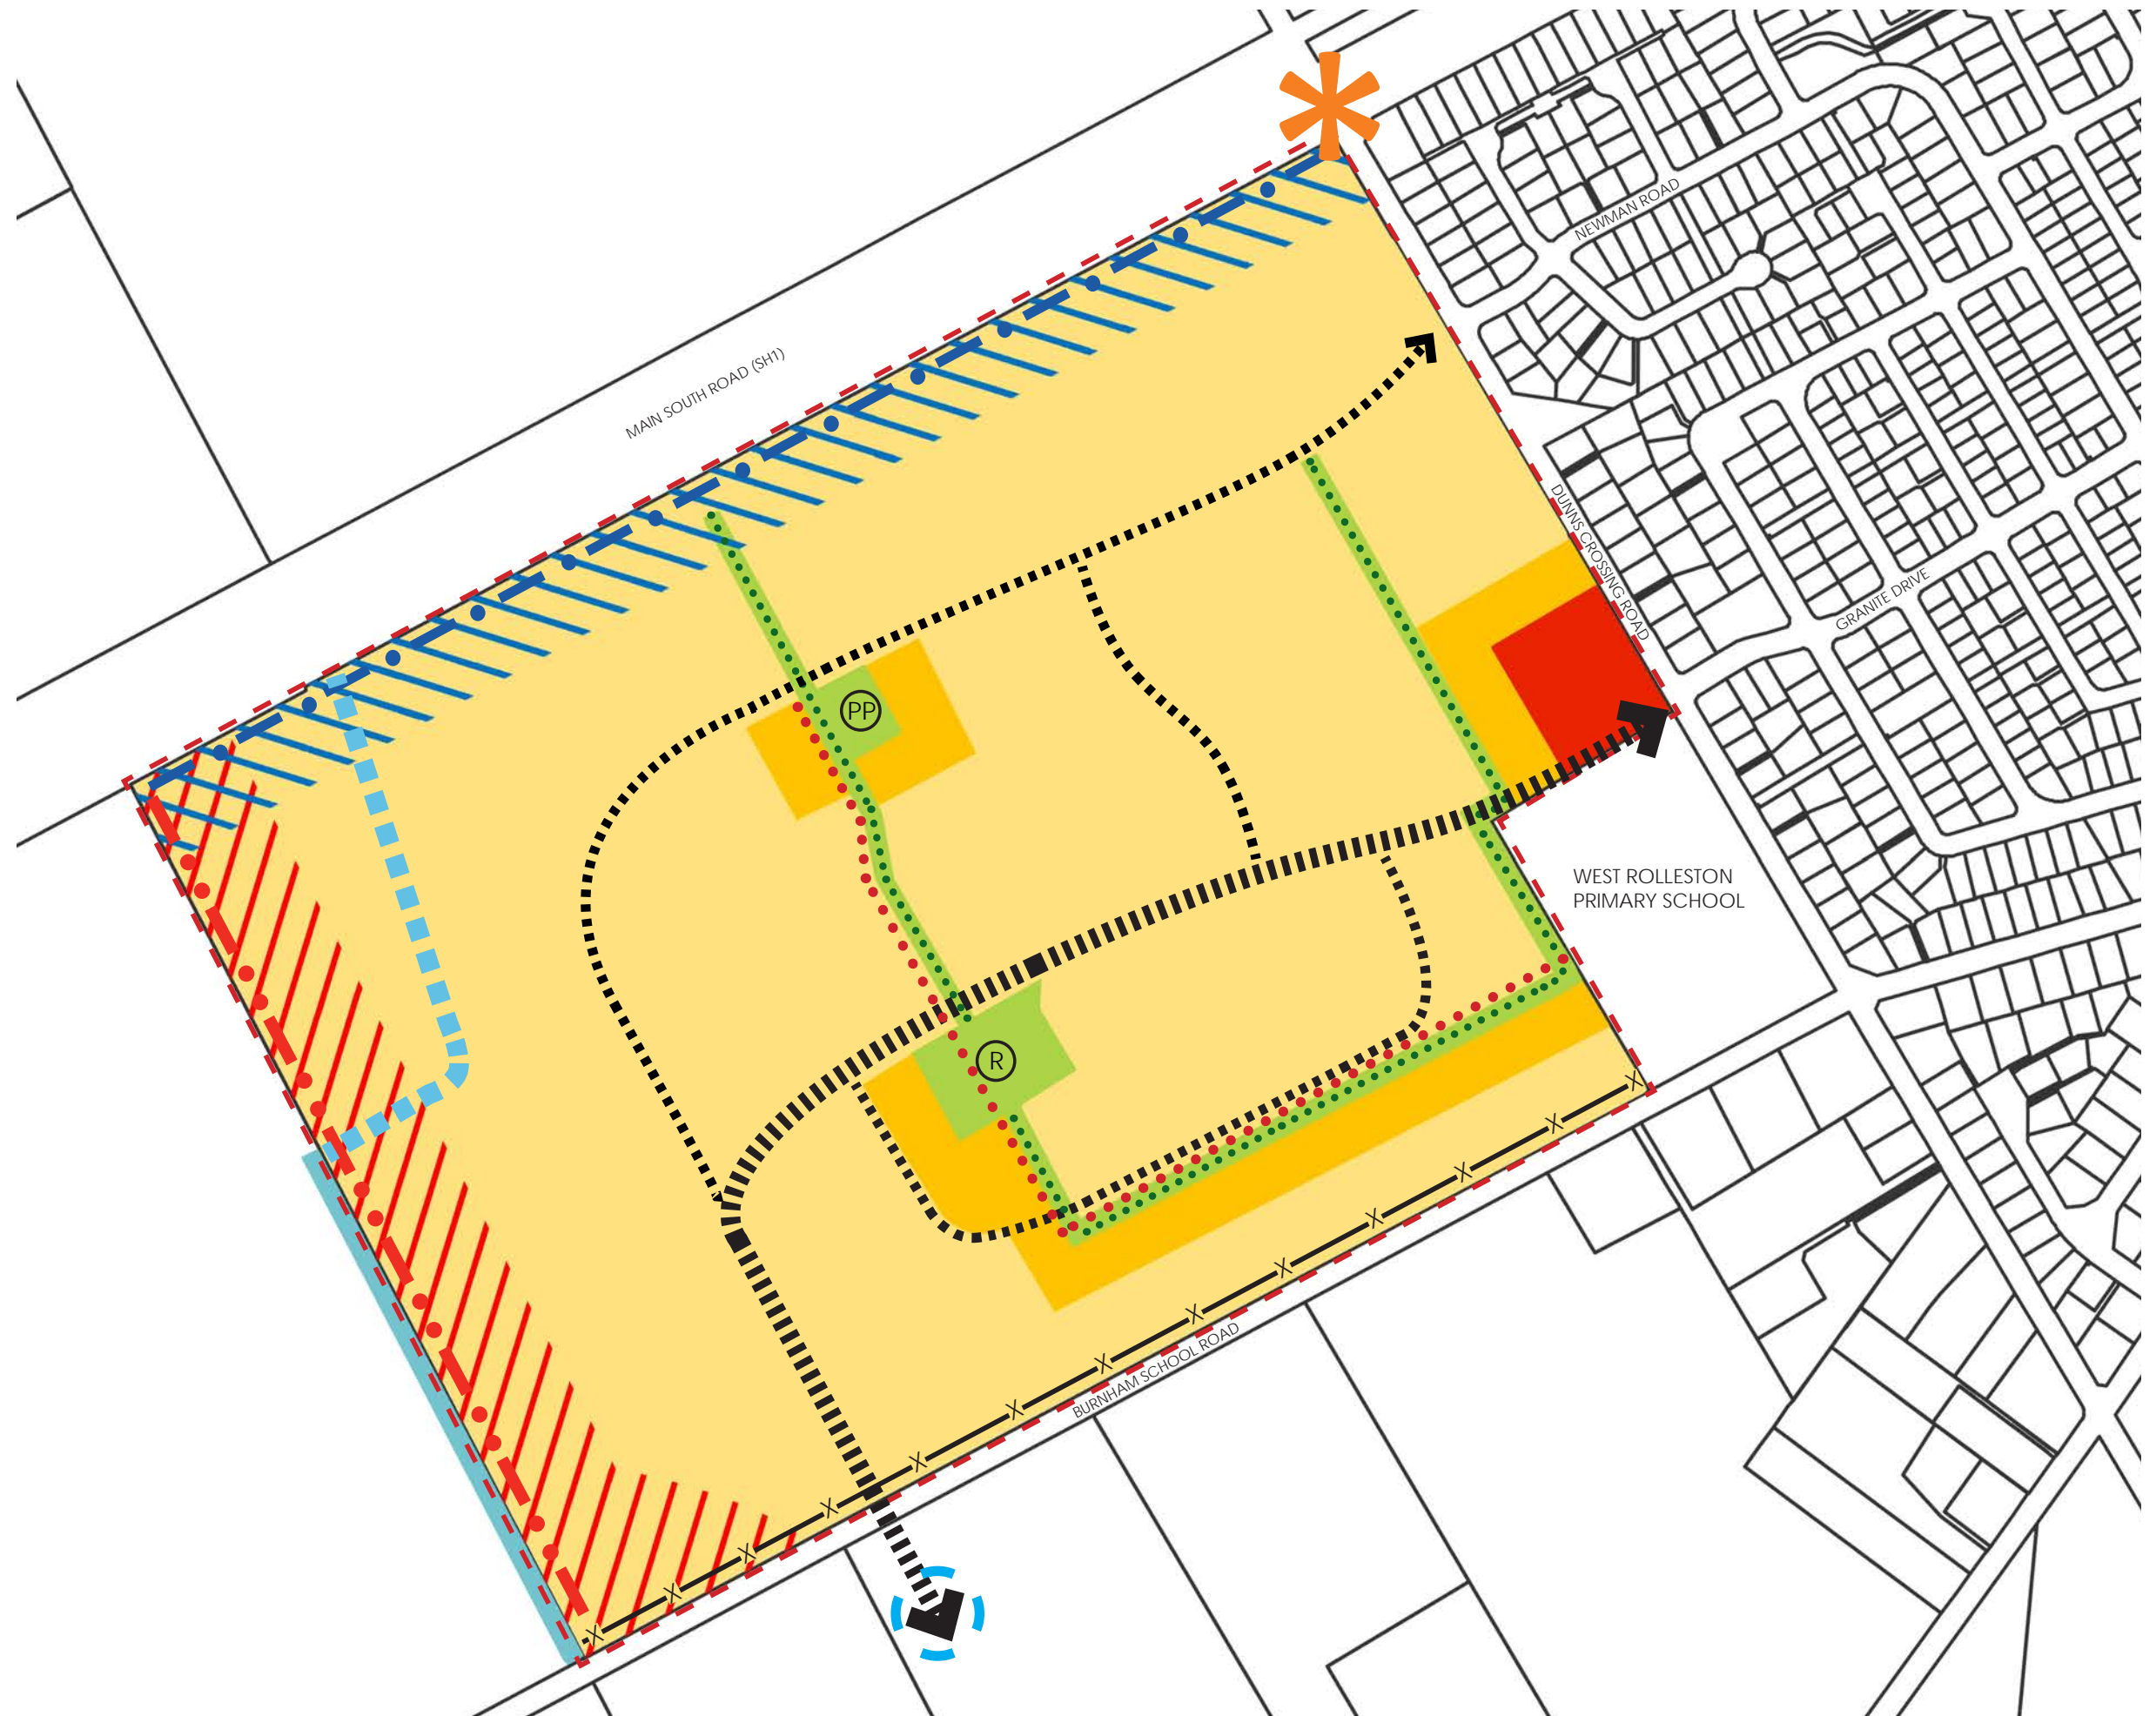 NEWMAN ROAD
MAIN SOUTH ROAD (SH1)
DUNNS CROSSING ROAD
GRANITE DRIVE
PP
WEST ROLLESTON
PRIMARY SCHOOL
R
BURNHAM SCHOOL ROAD